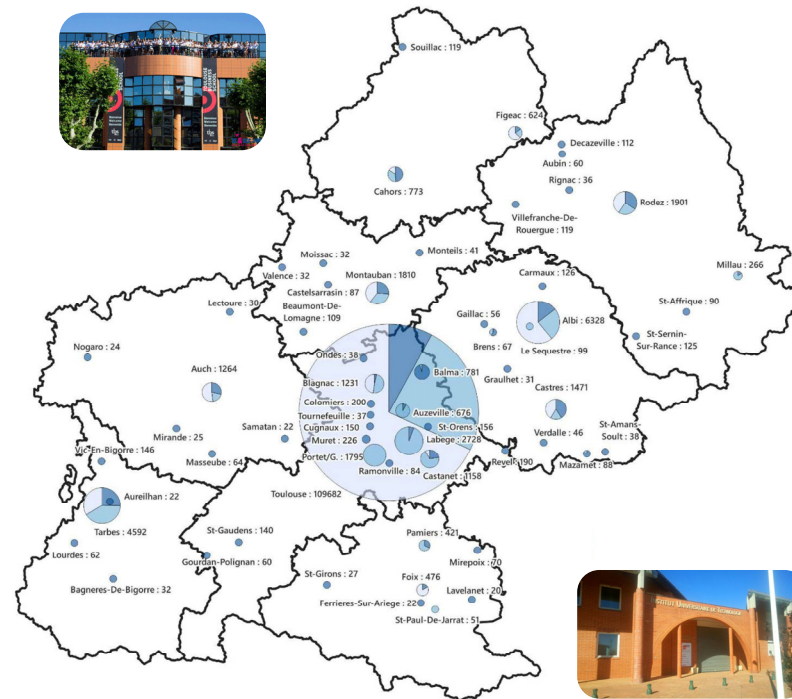 Souillac : 119
Figeac : 624
Decazeville : 112
Aubin : 60
Rignac : 36
Cahors : 773
Rodez : 1901
Villefranche-De-
Rouergue : 119
Monteils : 41
Moissac : 32
Valence : 32
Montauban : 1810
Millau : 266
Carmaux : 126
Castelsarrasin : 87
Beaumont-De-
Lomagne : 109
Lectoure : 30
St-Affrique : 90
Gaillac : 56
Albi : 6328
St-Sernin-
Sur-Rance : 125
Brens : 67
Le Sequestre : 99
Nogaro : 24
Ondes : 38
Balma : 781
Auch : 1264
Blagnac : 1231
Graulhet : 31
Castres : 1471
Colomiers : 200
Auzeville : 676
Tournefeuille : 37
Cugnaux : 150
St-Orens : 156
St-Amans-
Soult : 38
Mirande : 25
Samatan : 22
Muret : 226
Labege : 2728
Verdalle : 46
Vic-En-Bigorre : 146
Masseube : 64
Portet/G. : 1795
Revel : 190
Mazamet : 88
Ramonville : 84
Castanet : 1158
Aureilhan : 22
Toulouse : 109682
Tarbes : 4592
St-Gaudens : 140
Pamiers : 421
Lourdes : 62
Gourdan-Polignan : 60
Mirepoix : 70
St-Girons : 27
Foix : 476
Bagneres-De-Bigorre : 32
Lavelanet : 20
Ferrieres-Sur-Ariege : 22
St-Paul-De-Jarrat : 51
INSTITUT UNIVERSITAIRE DE TECHNOLOGIE